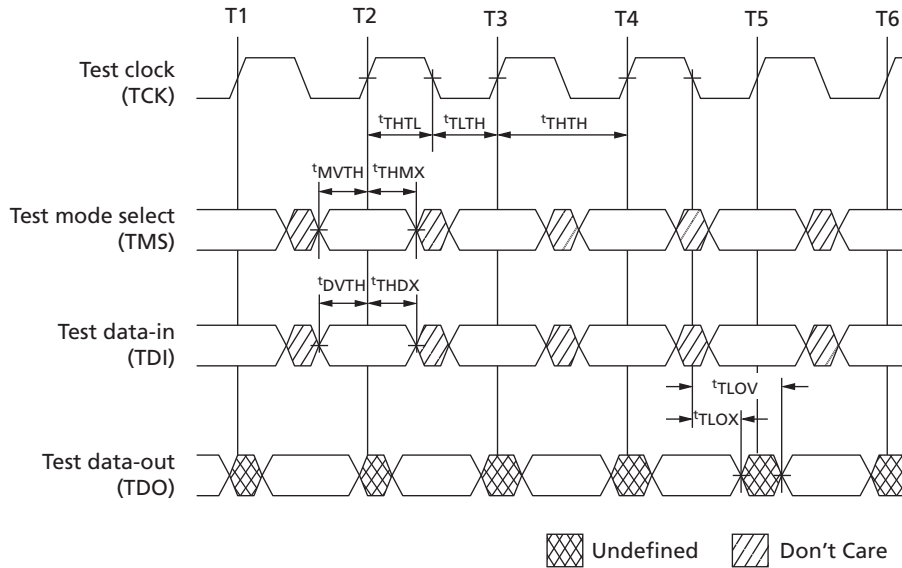 T1 T2 T3 T4 T5 T6
Test clock
(TCK)
tTHTL tTLTH tTHTH
tMVTH tTHMX
Test mode select
(TMS)
tDVTH tTHDX
Test data-in
(TDI)
tTLOV
tTLOX
Test data-out
(TDO)
Undefined Don't Care